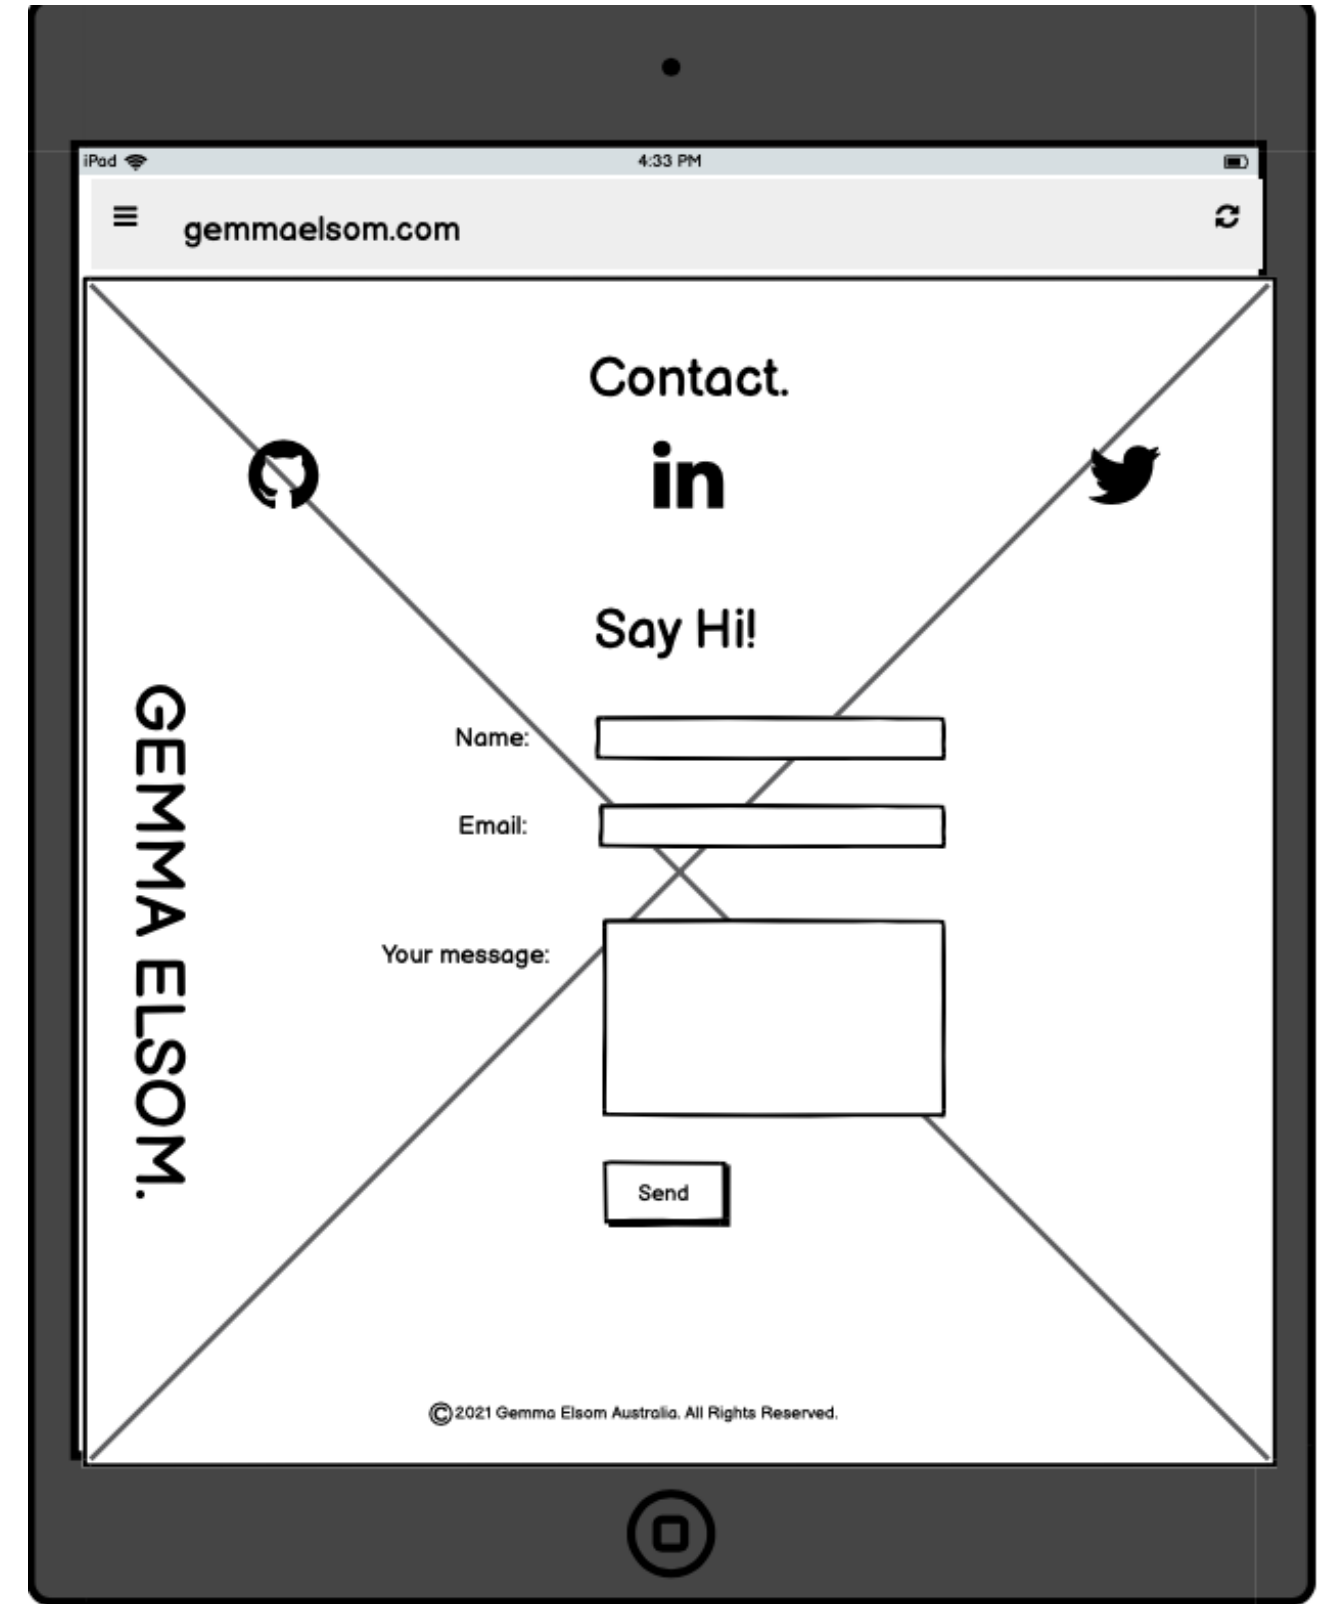 iPad
4:33 PM
gemmaelsom.com
Contact.
in
Say Hi!
Name:
Email:
Your message:
GEMMA ELSOM.
Send
©2021 Gemma Elsom Australia. All Rights Reserved.